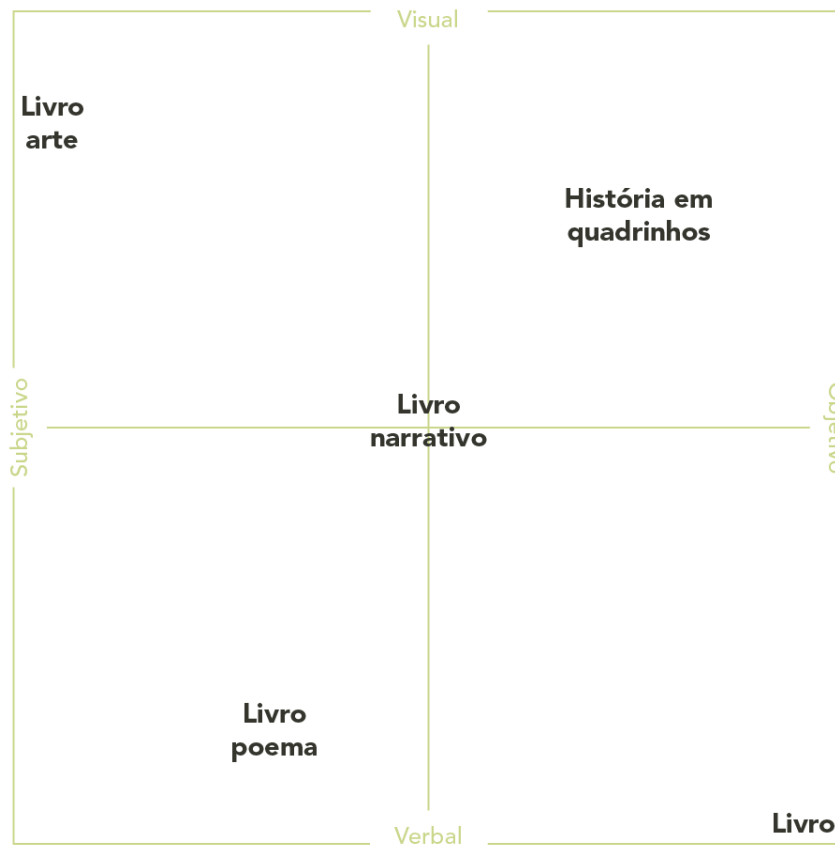 Visual
Livro
arte
História em
quadrinhos
Subjetivo
Livro
narrativo
Livro
poema
Livro
Verbal